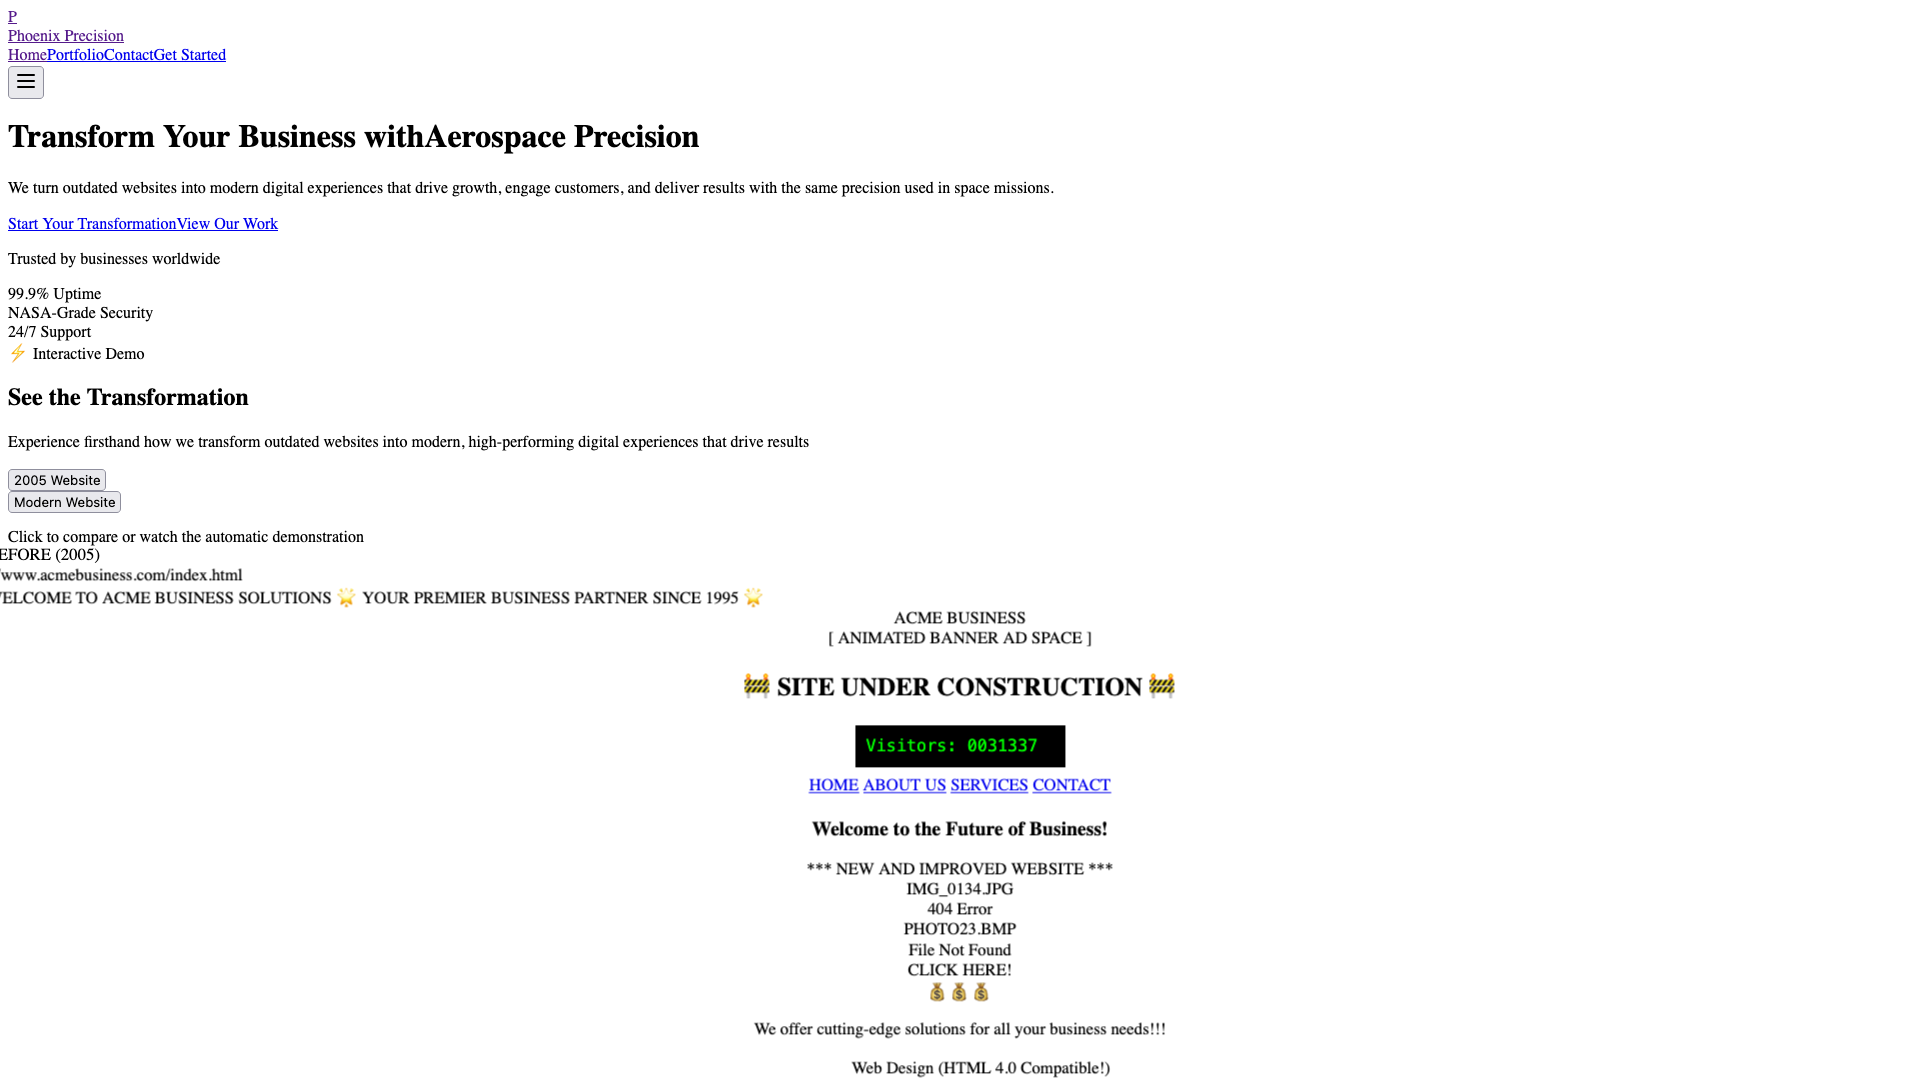 P
Phoenix Precision
HomePortfolioContactGet Started
Transform Your Business withAerospace Precision
We turn outdated websites into modern digital experiences that drive growth, engage customers, and deliver results with the same precision used in space missions.
Start Your TransformationView Our Work
Trusted by businesses worldwide
99.9% Uptime
NASA-Grade Security
24/7 Support
⚡ Interactive Demo
See the Transformation
Experience firsthand how we transform outdated websites into modern, high-performing digital experiences that drive results
2005 Website
Modern Website
Click to compare or watch the automatic demonstration
EFORE (2005)
www.acmebusiness.com/index.html
ELCOME TO ACME BUSINESS SOLUTIONS 🌟 YOUR PREMIER BUSINESS PARTNER SINCE 1995 🌟
ACME BUSINESS
[ ANIMATED BANNER AD SPACE ]
🚧 SITE UNDER CONSTRUCTION 🚧
Visitors: 0031337
HOME ABOUT US SERVICES CONTACT
Welcome to the Future of Business!
*** NEW AND IMPROVED WEBSITE ***
IMG_0134.JPG
404 Error
PHOTO23.BMP
File Not Found
CLICK HERE!
💰💰💰
We offer cutting-edge solutions for all your business needs!!!
Web Design (HTML 4.0 Compatible!)